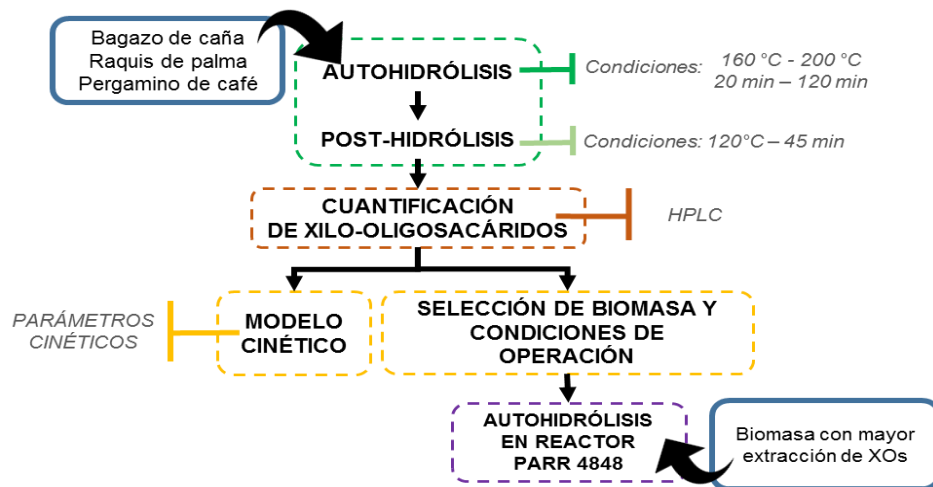 Bagazo de caña
Raquis de palma
Pergamino de café
AUTOHIDRÓLISIS
Condiciones: 160 °C - 200 °C
20 min – 120 min
POST-HIDRÓLISIS
Condiciones: 120°C – 45 min
CUANTIFICACIÓN
DE XILO-OLIGOSACÁRIDOS
HPLC
PARÁMETROS
CINÉTICOS
MODELO
CINÉTICO
SELECCIÓN DE BIOMASA Y
CONDICIONES DE
OPERACIÓN
AUTOHIDRÓLISIS
EN REACTOR
PARR 4848
Biomasa con mayor
extracción de XOs